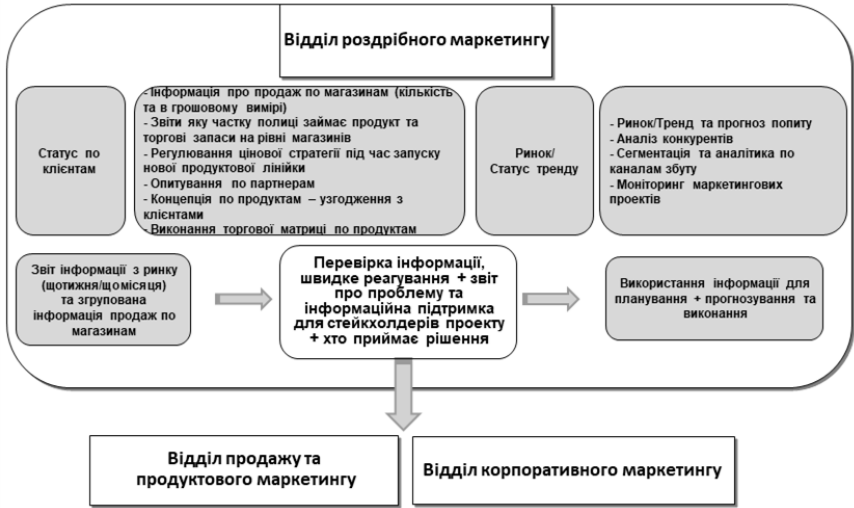 Відділ роздрібного маркетингу
Статус по
клієнтам
- Інформація про продаж по магазинам (кількість
та в грошовому вимірі)
- Звіти яку частку полиці займає продукт та
торгові запаси на рівні магазинів
- Регулювання цінової стратегії під час запуску
нової продуктової лінійки
- Опитування по партнерам
- Концепція по продуктам – узгодження з
клієнтами
- Виконання торгової матриці по продуктам
Ринок/
Статус тренду
- Ринок/Тренд та прогноз попиту
- Аналіз конкурентів
- Сегментація та аналітика по
каналам збуту
- Моніторинг маркетингових
проектів
Звіт інформації з ринку
(щотижня/щомісяця)
та згрупована
інформація продаж по
магазинам
Перевірка інформації,
швидке реагування + звіт
про проблему та
інформаційна підтримка
для стейкхолдерів проекту
+ хто приймає рішення
Використання інформації для
планування + прогнозування та
виконання
Відділ продажу та
продуктового маркетингу
Відділ корпоративного маркетингу